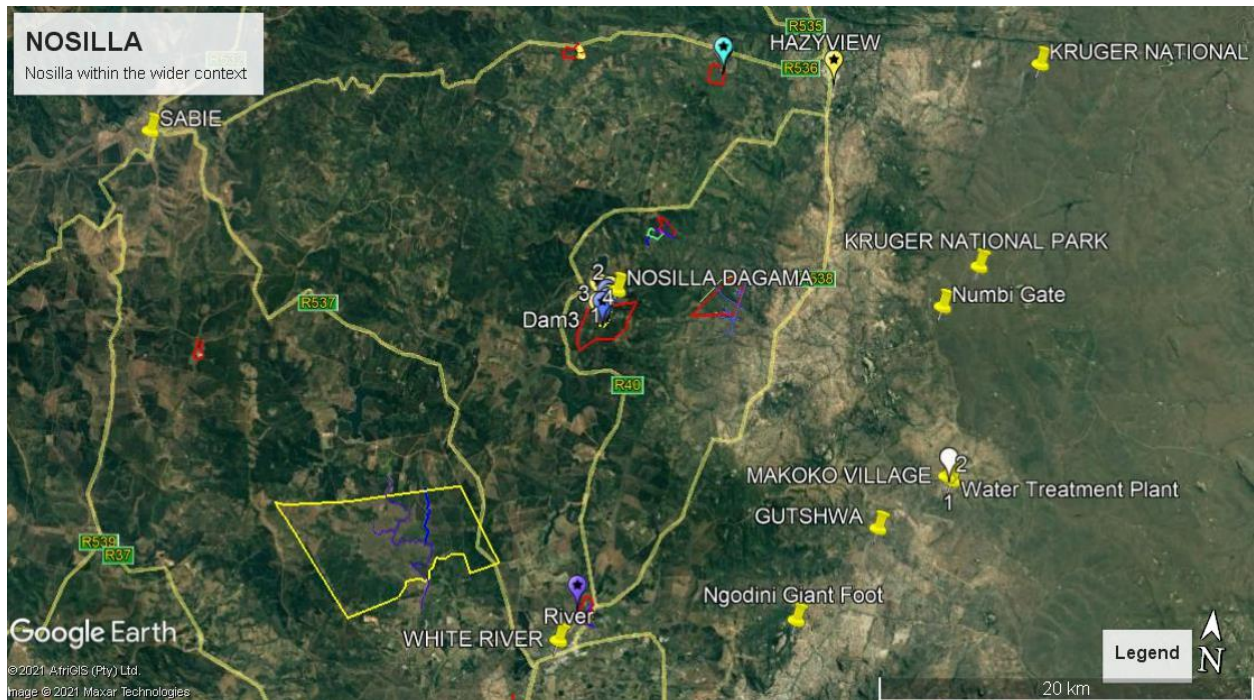 NOSILLA
Nosilla within the wider context
R535
HAZYVIEW
KRUGER NATIONAL
R536
SABIE
KRUGER NATIONAL PARK
2
NOSILLA DAGAMA
538
3
4
Numbi Gate
R537
1
Dam3
R40
MAKOKO VILLAGE
2
Water Treatment Plant
1
GUTSHWA
R539
R37
Ngodini Giant Foot
River
WHITE RIVER
Google Earth
©2021 AfriGIS (Pty) Ltd.
Image © 2021 Maxar Technologies
Legend
N
20 km